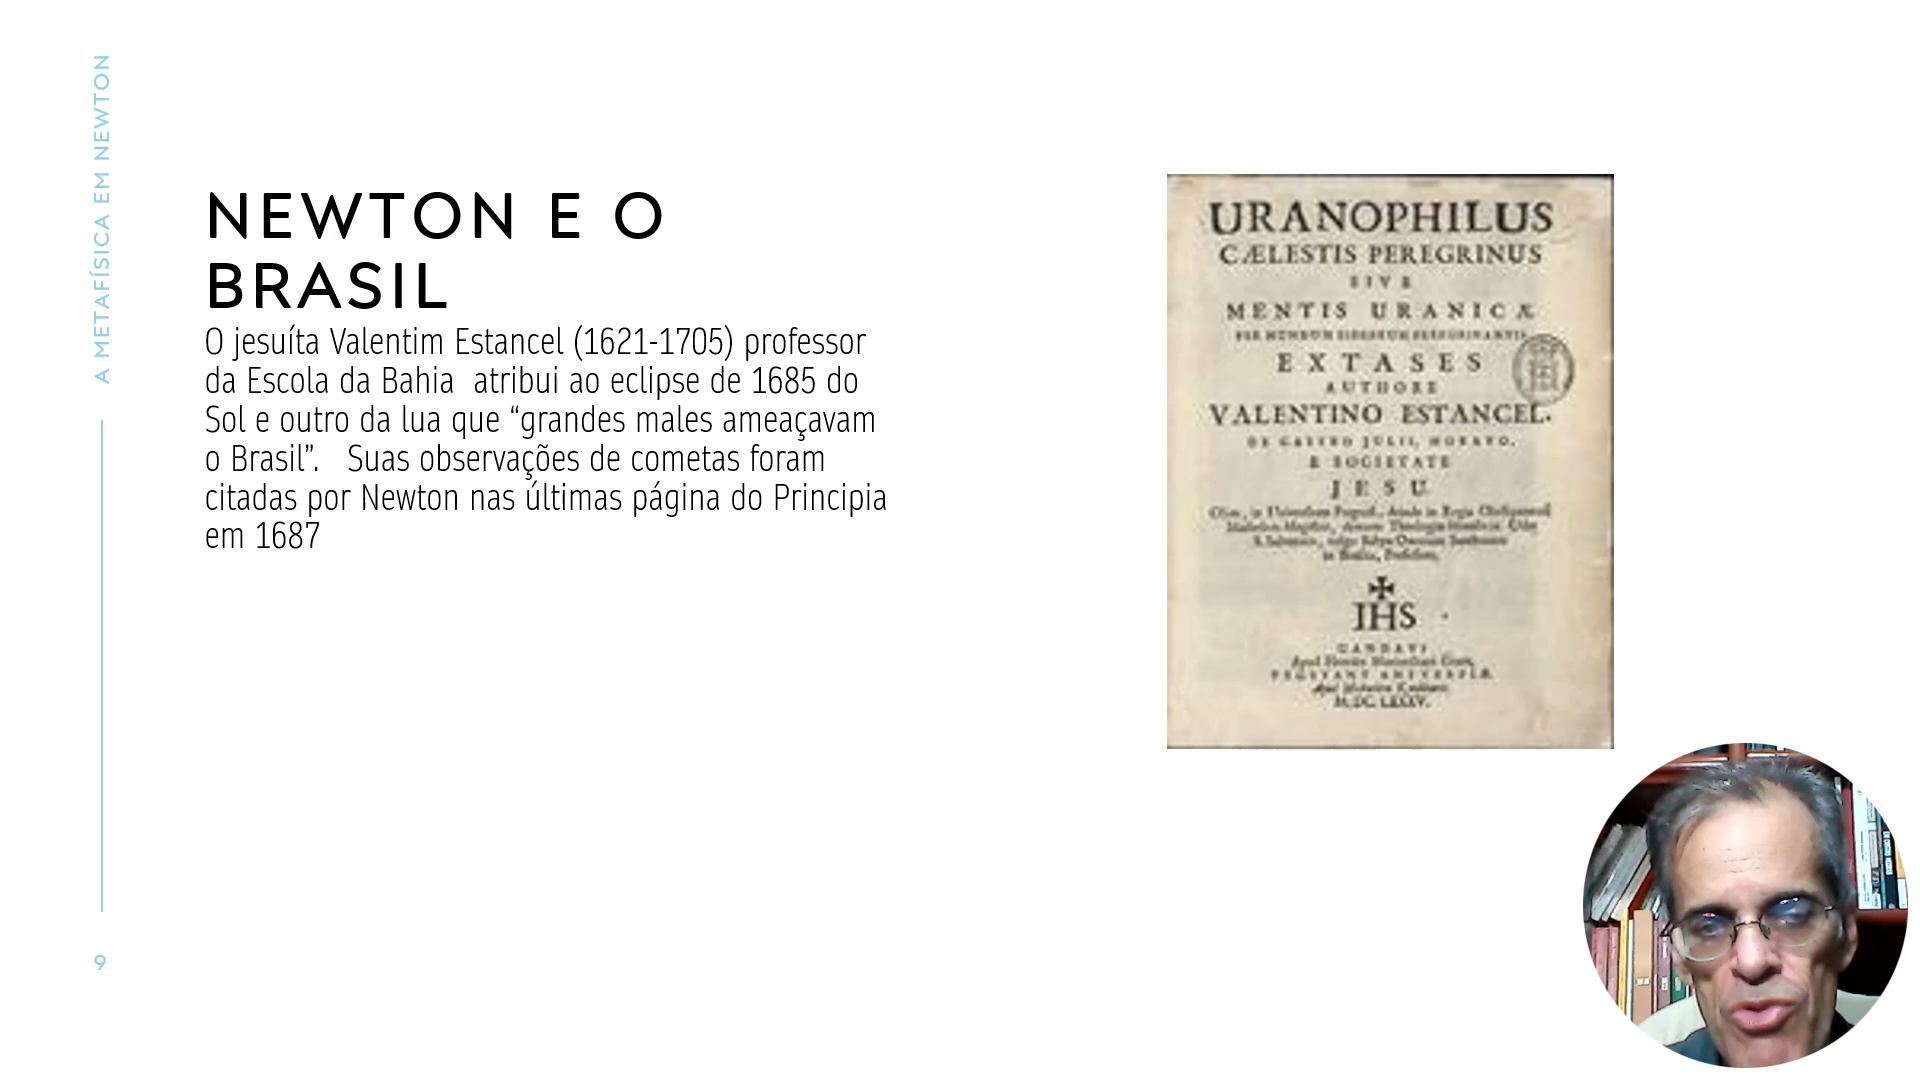 A METAFÍSICA EM NEWTON
NEWTON E O
BRASIL
O jesuíta Valentim Estancel (1621-1705) professor
da Escola da Bahia  atribui ao eclipse de 1685 do
Sol e outro da lua que “grandes males ameaçavam
o Brasil”.   Suas observações de cometas foram
citadas por Newton nas últimas página do Principia
em 1687
9
URANOPHILUS
CÆLESTIS PEREGRINUS
SIVE
MENTIS URANICÆ
EXTASES
AUTHORE
VALENTINO ESTANCEL.
E SOCIETATE
JESU
IHS
GANDAVI
M.DC.LXXXV.